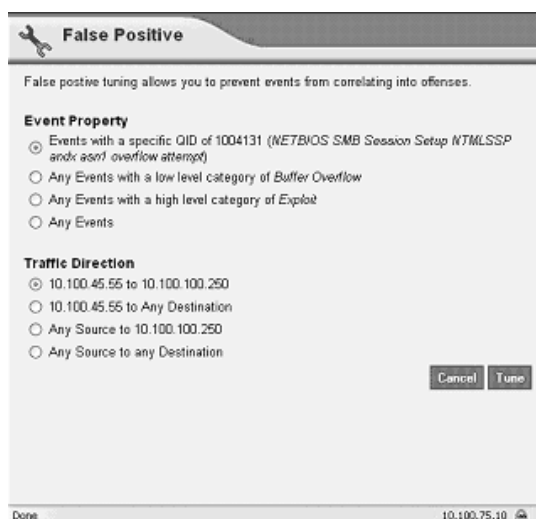 False Positive
False postive tuning allows you to prevent events from correlating into offenses.
Event Property
Events with a specific QID of 1004131 (NETBIOS SMB Session Setup NTMLSSP
andx asn1 overflow attempt)
Any Events with a low level category of Buffer Overflow
Any Events with a high level category of Exploit
Any Events
Traffic Direction
10.100.45.55 to 10.100.100.250
10.100.45.55 to Any Destination
Any Source to 10.100.100.250
Any Source to any Destination
Cancel Tune
Done 10.100.75.10